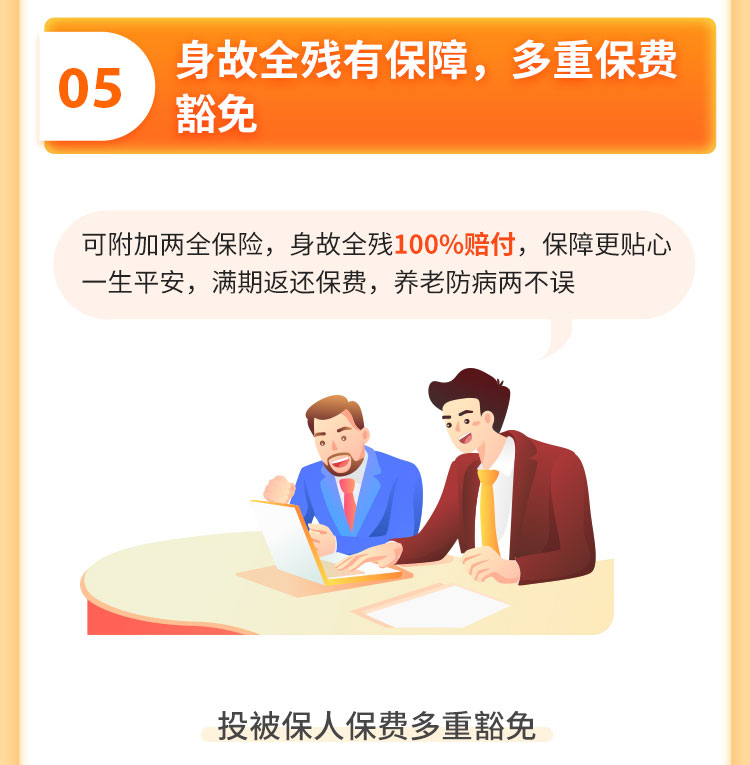 05
身故全残有保障，多重保费
豁免
可附加两全保险，身故全残100%赔付，保障更贴心
一生平安，满期返还保费，养老防病两不误
投被保人保费多重豁免